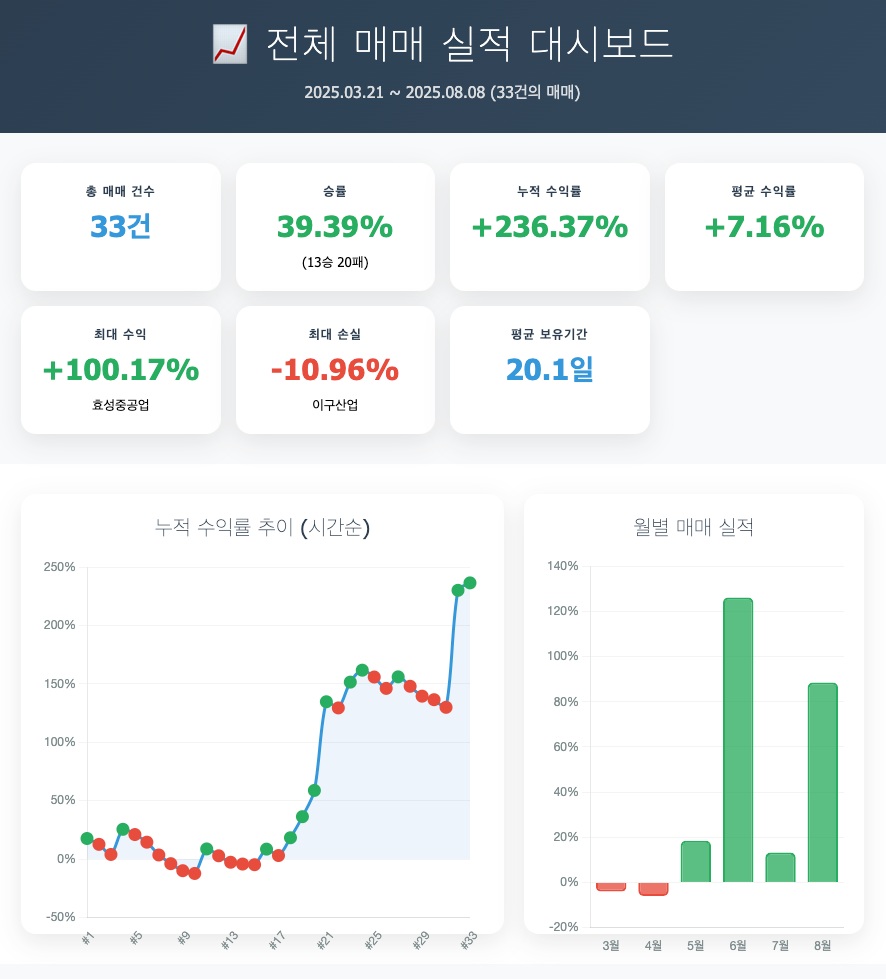 📈 전체 매매 실적 대시보드
2025.03.21 ~ 2025.08.08 (33건의 매매)
총 매매 건수
33건
승률
39.39%
(13승 20패)
누적 수익률
+236.37%
평균 수익률
+7.16%
최대 수익
+100.17%
효성중공업
최대 손실
-10.96%
이구산업
평균 보유기간
20.1일
누적 수익률 추이 (시간순)
250%
200%
150%
100%
50%
0%
-50%
#1
#5
#9
#13
#17
#21
#25
#29
#33
월별 매매 실적
140%
120%
100%
80%
60%
40%
20%
0%
-20%
3월
4월
5월
6월
7월
8월